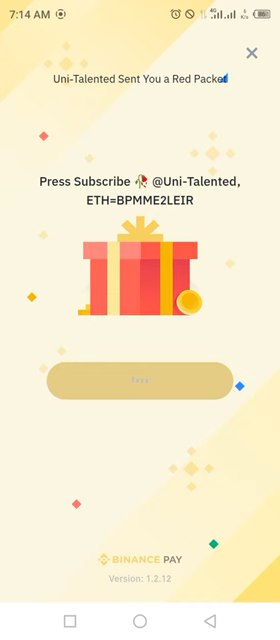 7:14 AM
4G
Uni-Talented Sent You a Red Packet
Press Subscribe 🥀 @Uni-Talented,
ETH=BPMME2LEIR
BINANCE PAY
Version: 1.2.12